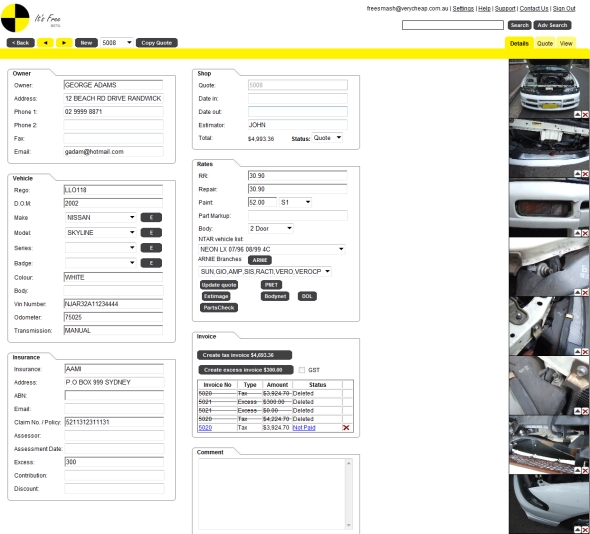 freesmash@verycheap.com.au | Settings | Help | Support | Contact Us | Sign Out
It's Free
BETA
Search Adv Search
< Back New 5008 Copy Quote
Details Quote View
Owner
Owner: GEORGE ADAMS
Address: 12 BEACH RD DRIVE RANDWICK
Phone 1: 02 9999 8871
Phone 2:
Fax:
Email: gadam@hotmail.com
Vehicle
Rego: LLO118
D.O.M: 2002
Make NISSAN E
Model: SKYLINE E
Series: E
Badge: E
Colour: WHITE
Body:
Vin Number: NJAR32A11234444
Odometer: 75025
Transmission: MANUAL
Insurance
Insurance: AAMI
Address: P.O BOX 999 SYDNEY
ABN:
Email:
Claim No. / Policy: 5211312311131
Assessor:
Assessment Date:
Excess: 300
Contribution:
Discount:
Shop
Quote: 5008
Date in:
Date out:
Estimator: JOHN
Total: $4,993.36 Status: Quote
Rates
RR: 30.90
Repair: 30.90
Paint: 52.00 S1
Part Markup:
Body: 2 Door
NTAR vehicle list:
NEON LX 07/96 08/99 4C
ARNIE Branches ARNIE
SUN,GIO,AMP,SIS,RACTI,VERO,VEROCP
Update quote PNET
Estimage Bodynet DOL
PartsCheck
Invoice
Create tax invoice $4,693.36
Create excess invoice $300.00 GST
Invoice No Type Amount Status
5020 Tax $3,924.70 Deleted
5021 Excess $300.00 Deleted
5021 Excess $0.00 Deleted
5020 Tax $4,224.70 Deleted
5020 Tax $3,924.70 Not Paid
Comment